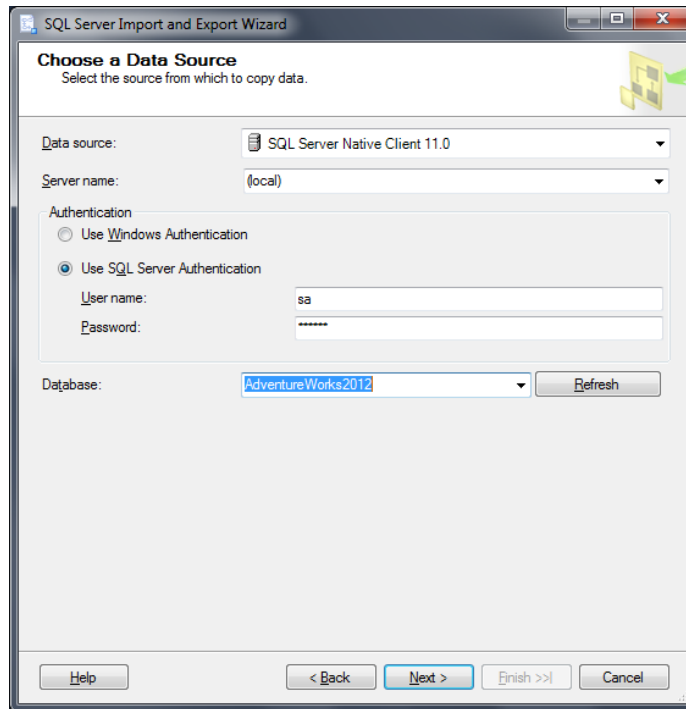 SQL Server Import and Export Wizard
Choose a Data Source
Select the source from which to copy data.
Data source: SQL Server Native Client 11.0
Server name: (local)
Authentication
Use Windows Authentication
Use SQL Server Authentication
User name: sa
Password: ••••••
Database: AdventureWorks2012 Refresh
Help < Back Next > Finish >>| Cancel